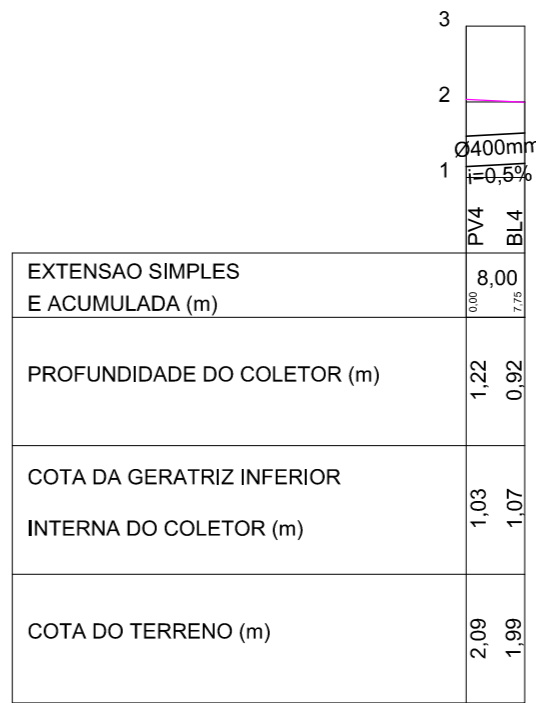 3
2
Ø400mm
1
i=0,5%
PV4 BL4
EXTENSAO SIMPLES
E ACUMULADA (m)
8,00
0,00 7,75
PROFUNDIDADE DO COLETOR (m)
1,22 0,92
COTA DA GERATRIZ INFERIOR
INTERNA DO COLETOR (m)
1,03 1,07
COTA DO TERRENO (m)
2,09 1,99